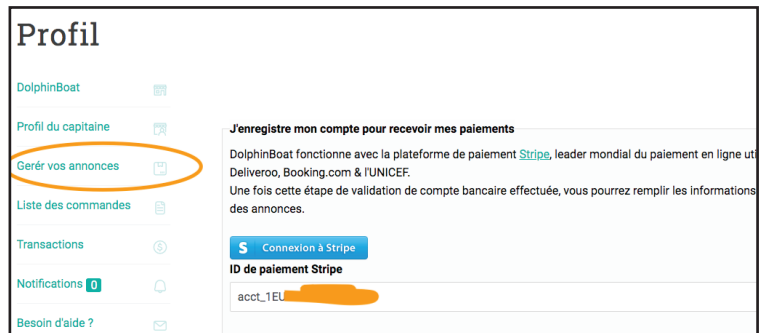 Profil
DolphinBoat
Profil du capitaine
Gerér vos annonces
Liste des commandes
Transactions
Notifications 0
Besoin d'aide ?
J'enregistre mon compte pour recevoir mes paiements
DolphinBoat fonctionne avec la plateforme de paiement Stripe, leader mondial du paiement en ligne uti
Deliveroo, Booking.com & l'UNICEF.
Une fois cette étape de validation de compte bancaire effectuée, vous pourrez remplir les informations
des annonces.
S Connexion à Stripe
ID de paiement Stripe
acct_1EU